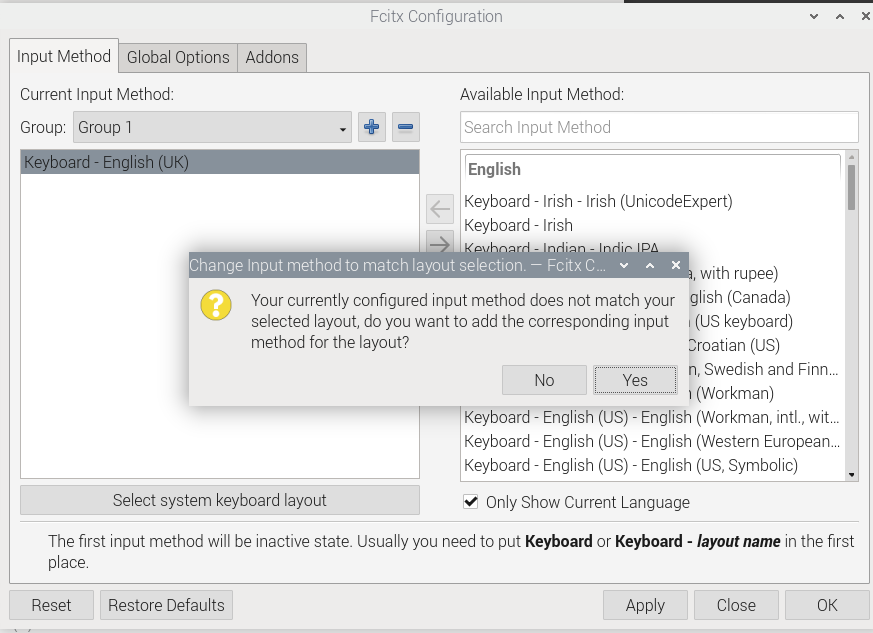 Fcitx Configuration
Input Method
Global Options
Addons
Current Input Method:
Group:
Group 1
Keyboard - English (UK)
Select system keyboard layout
Available Input Method:
Search Input Method
English
Keyboard - Irish - Irish (UnicodeExpert)
Keyboard - Irish
Keyboard - Indian - Indic IPA
a, with rupee)
glish (Canada)
(US keyboard)
Croatian (US)
n, Swedish and Finn...
(Workman)
Keyboard - English (US) - English (Workman, intl., wit...
Keyboard - English (US) - English (Western European...
Keyboard - English (US) - English (US, Symbolic)
Only Show Current Language
Change Input method to match layout selection. — Fcitx C...
Your currently configured input method does not match your
selected layout, do you want to add the corresponding input
method for the layout?
No
Yes
The first input method will be inactive state. Usually you need to put Keyboard or Keyboard - layout name in the first
place.
Reset
Restore Defaults
Apply
Close
OK